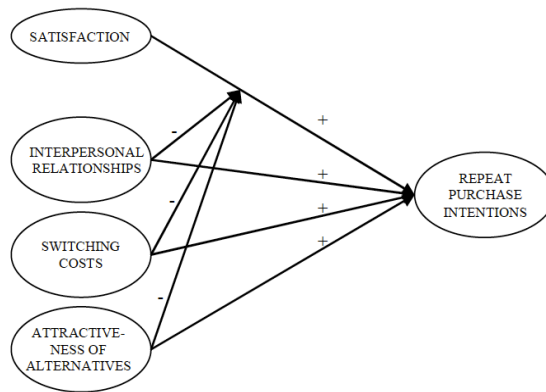 SATISFACTION
+
-
INTERPERSONAL
RELATIONSHIPS
+
REPEAT
PURCHASE
INTENTIONS
-
+
SWITCHING
COSTS
+
-
ATTRACTIVE-
NESS OF
ALTERNATIVES